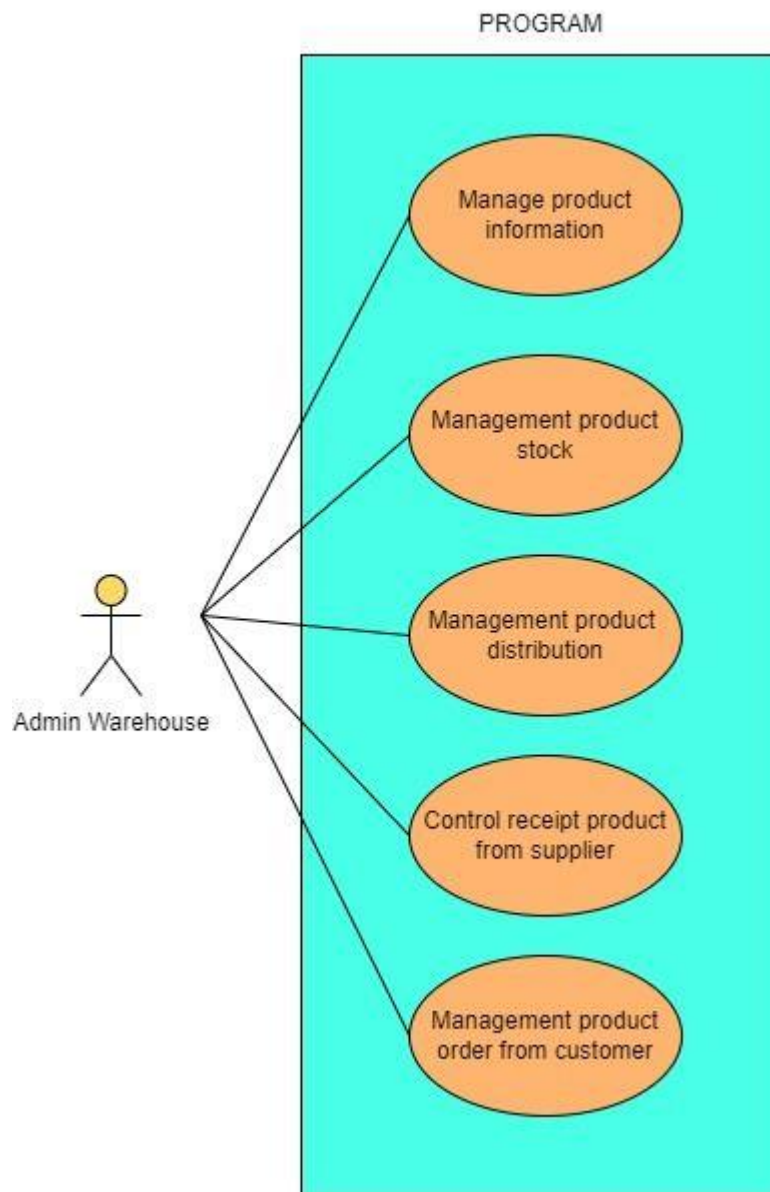 PROGRAM
Manage product
information
Management product
stock
Management product
distribution
Admin Warehouse
Control receipt product
from supplier
Management product
order from customer